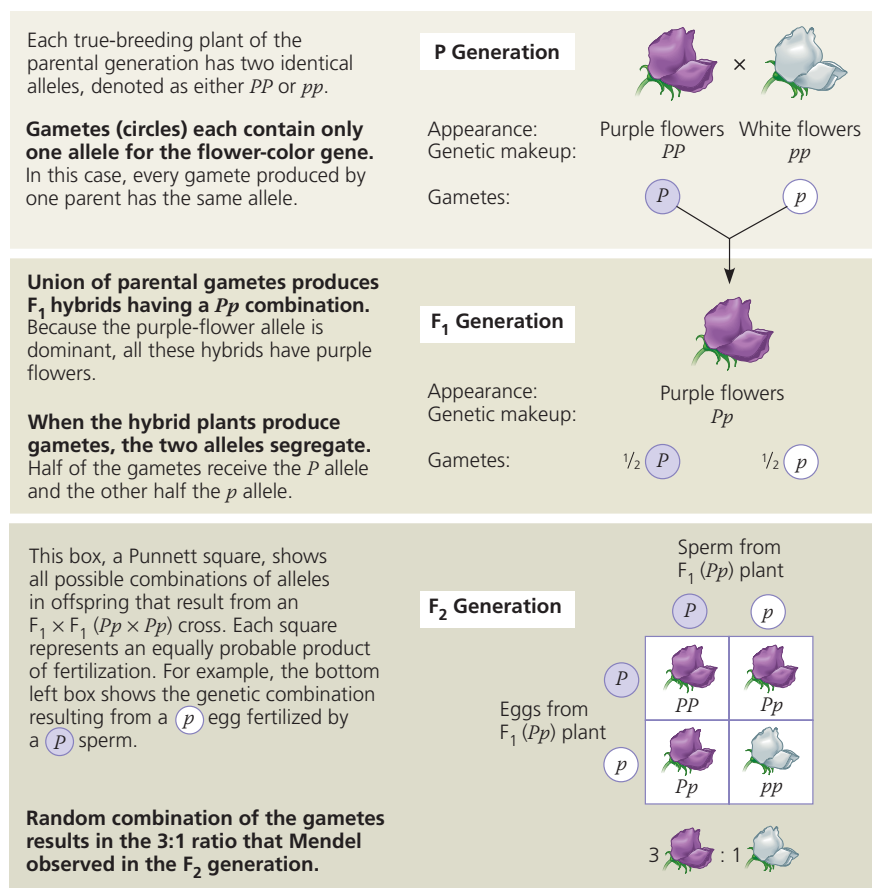 Each true-breeding plant of the
parental generation has two identical
alleles, denoted as either PP or pp.
Gametes (circles) each contain only
one allele for the flower-color gene.
In this case, every gamete produced by
one parent has the same allele.
P Generation
×
Appearance:
Genetic makeup:
Purple flowers
PP
White flowers
pp
Gametes:
P
p
Union of parental gametes produces
F1 hybrids having a Pp combination.
Because the purple-flower allele is
dominant, all these hybrids have purple
flowers.
When the hybrid plants produce
gametes, the two alleles segregate.
Half of the gametes receive the P allele
and the other half the p allele.
F1 Generation
Appearance:
Genetic makeup:
Purple flowers
Pp
Gametes:
1/2 P
1/2 p
This box, a Punnett square, shows
all possible combinations of alleles
in offspring that result from an
F1 × F1 (Pp × Pp) cross. Each square
represents an equally probable product
of fertilization. For example, the bottom
left box shows the genetic combination
resulting from a p egg fertilized by
a P sperm.
Random combination of the gametes
results in the 3:1 ratio that Mendel
observed in the F2 generation.
F2 Generation
Sperm from
F1 (Pp) plant
P
p
Eggs from
F1 (Pp) plant
P
p
PP
Pp
Pp
pp
3 : 1